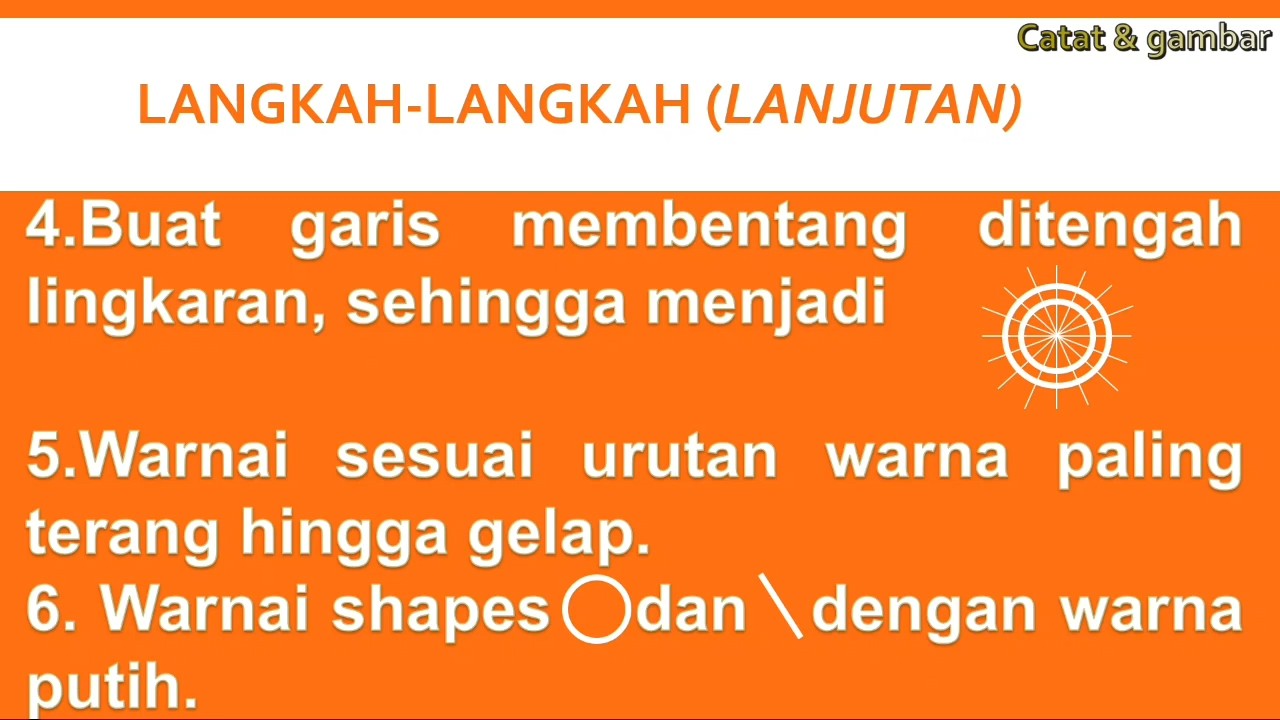 Catat & gambar
LANGKAH-LANGKAH (LANJUTAN)
4.Buat garis membentang ditengah
lingkaran, sehingga menjadi
5.Warnai sesuai urutan warna paling
terang hingga gelap.
6. Warnai shapes dan dengan warna
putih.